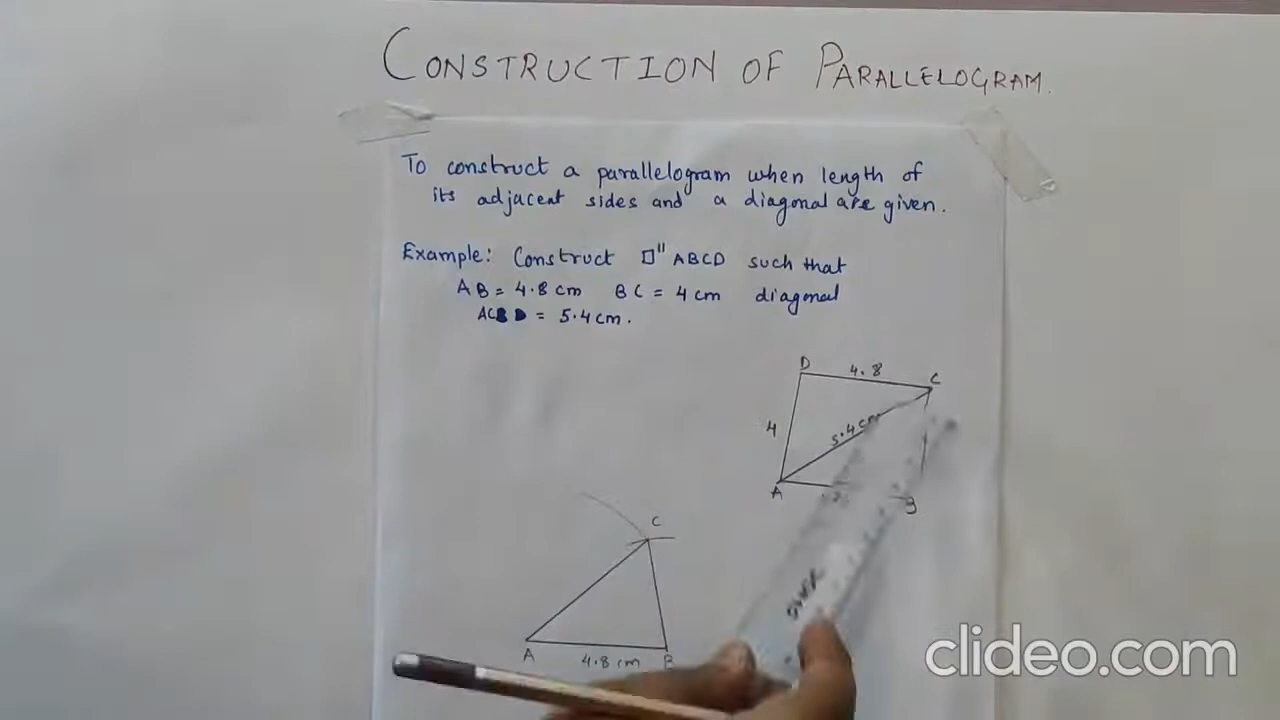 CONSTRUCTION OF PARALLELOGRAM.
To construct a parallelogram when length of
its adjacent sides and a diagonal are given.
Example: Construct □" ABCD such that
AB = 4.8 cm BC = 4 cm diagonal
AC = 5.4 cm.
D 4.8 C
4 5.4 cm
A B
C
A 4.8 cm B
clideo.com